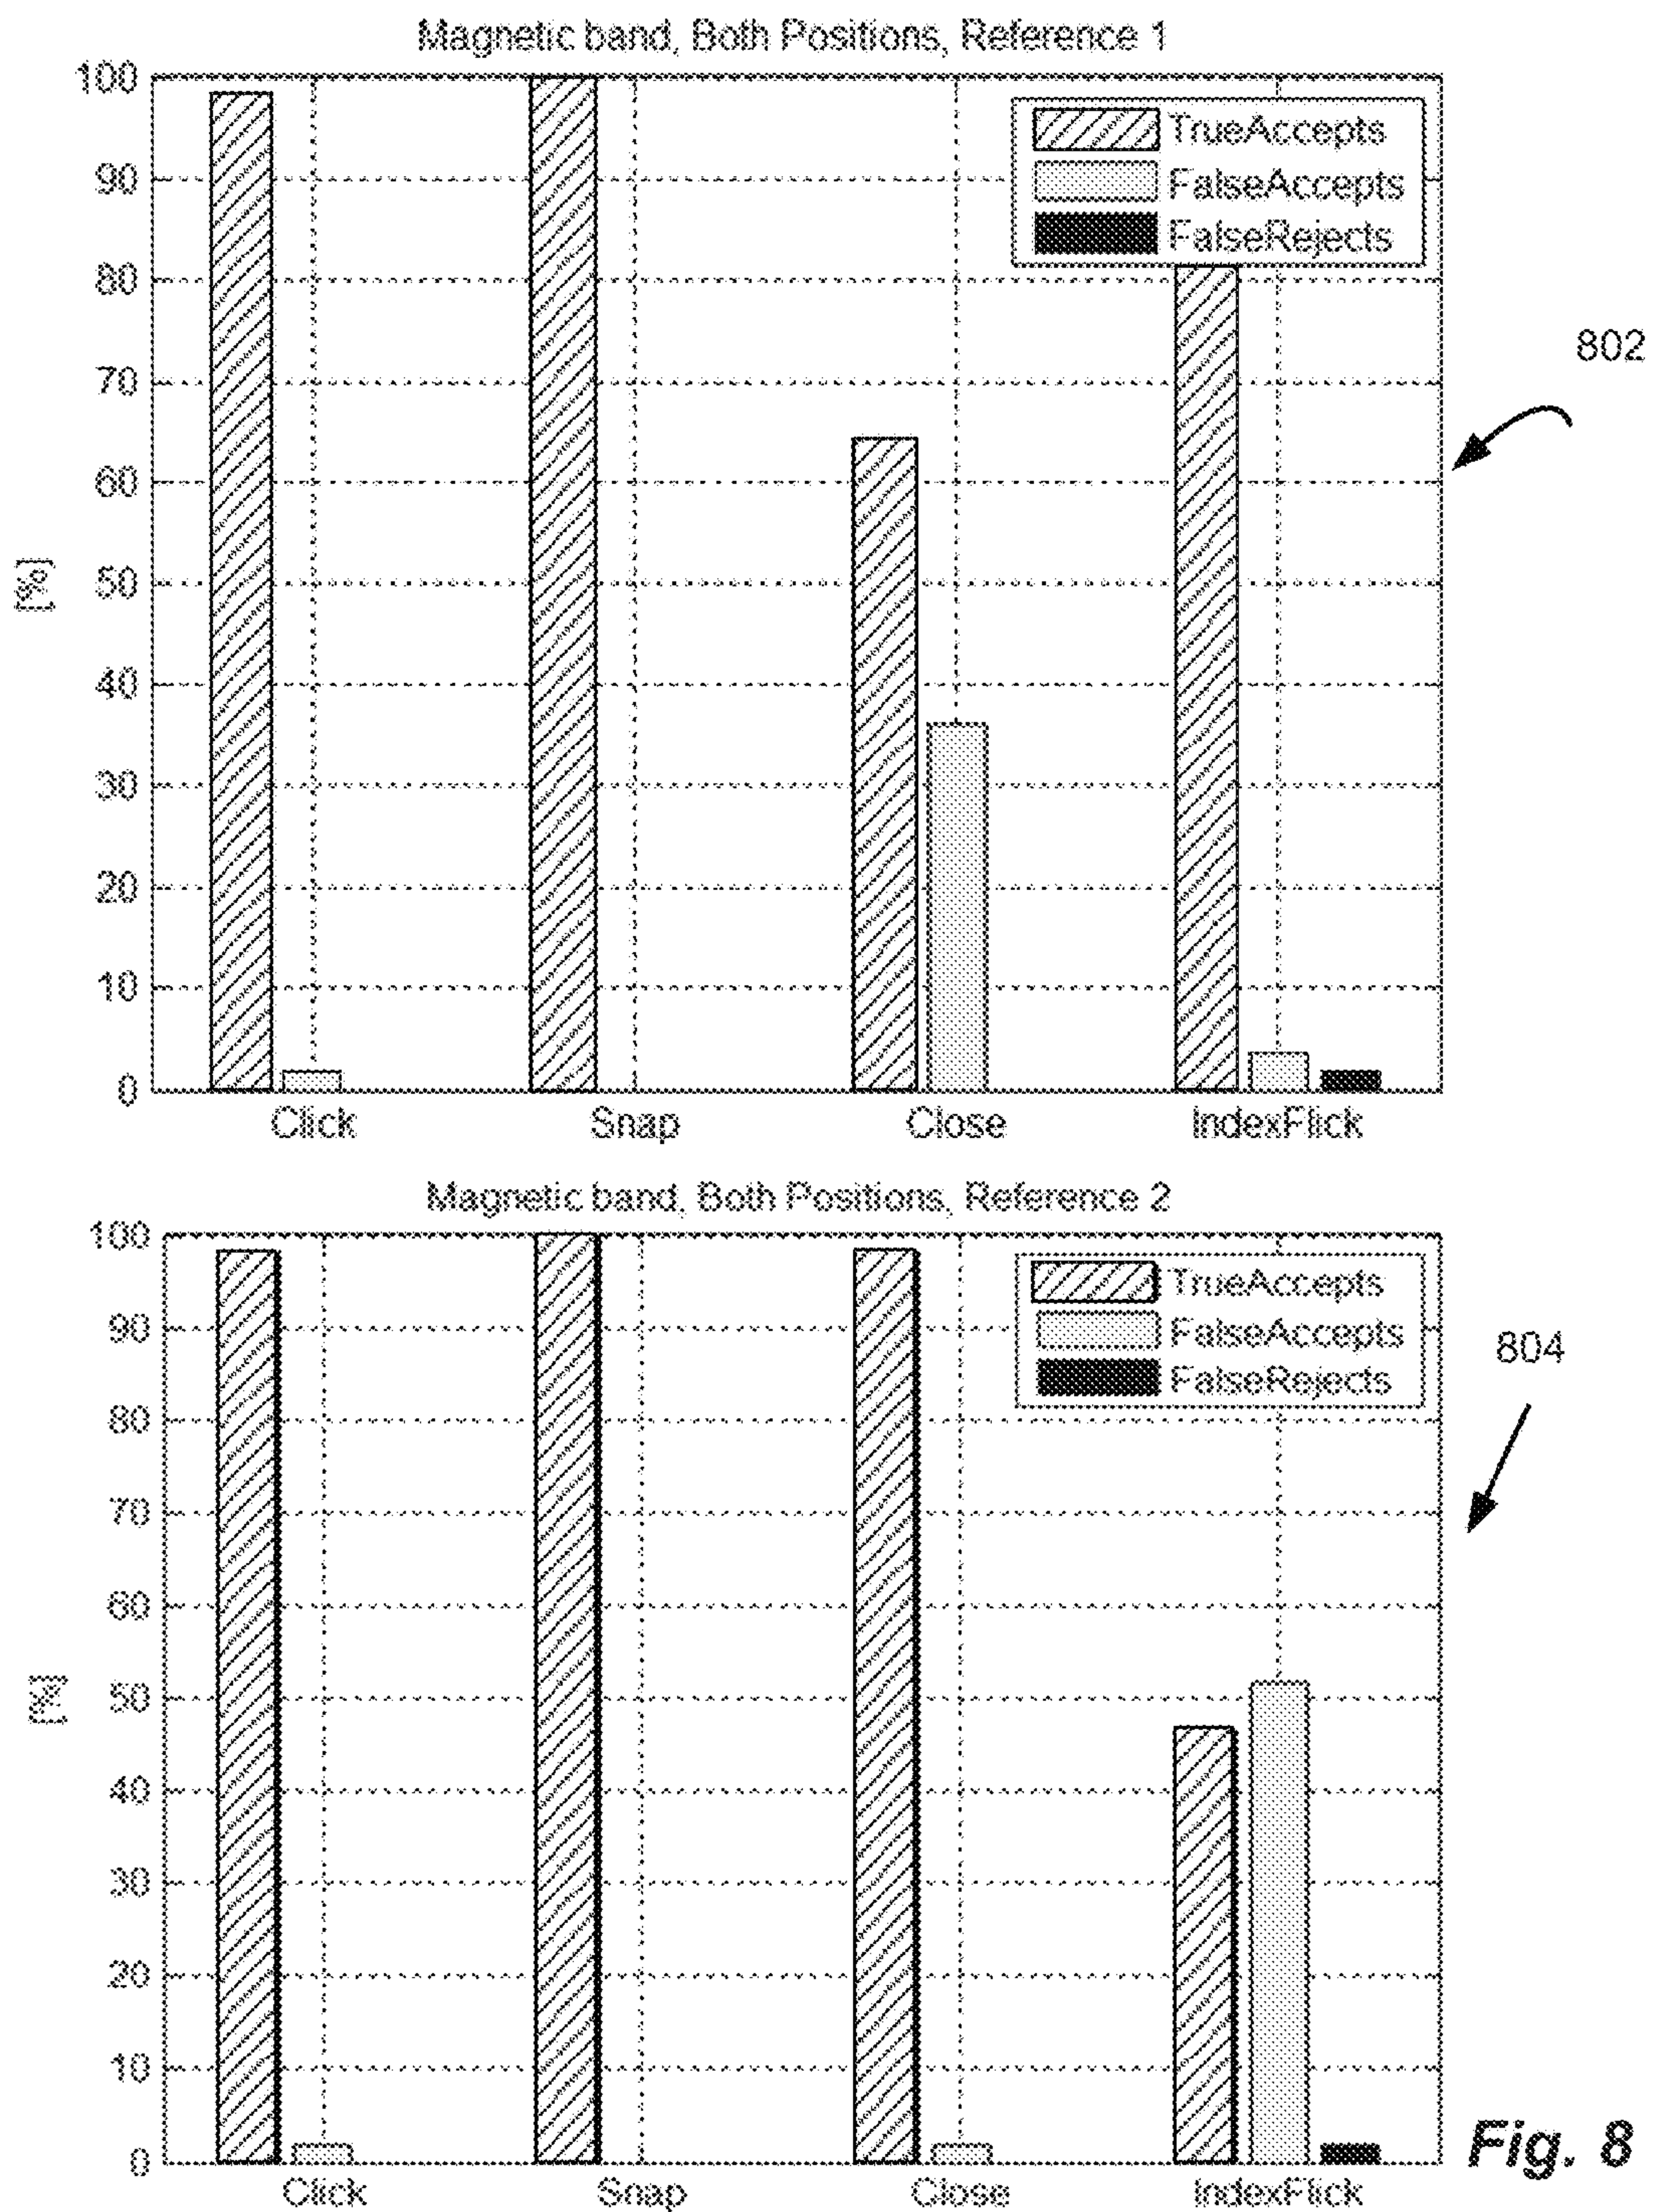 Magnetic band, Both Positions, Reference 1
100
TrueAccepts
FalseAccepts
FalseRejects
90
80
70
60
50
40
30
20
10
0
[%]
802
Click Snap Close IndexFlick
Magnetic band, Both Positions, Reference 2
100
TrueAccepts
FalseAccepts
FalseRejects
90
80
70
60
50
40
30
20
10
0
[%]
804
Click Snap Close IndexFlick
Fig. 8